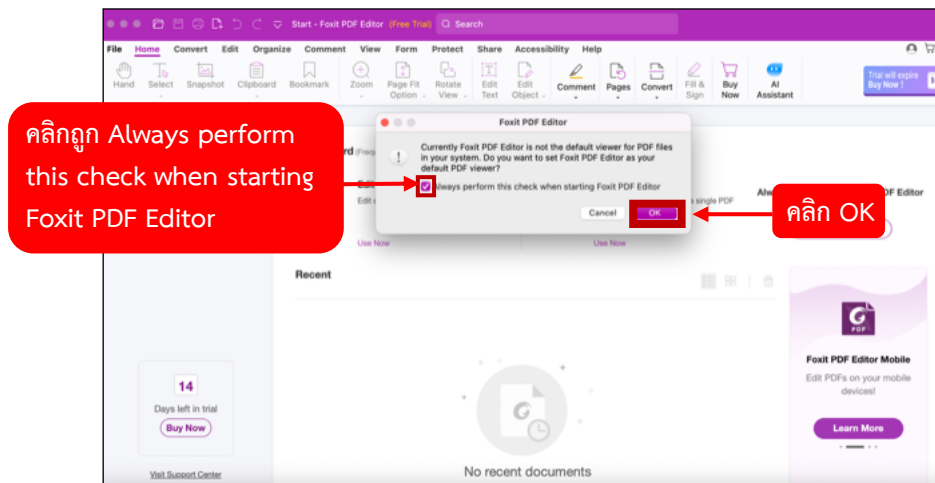 Start - Foxit PDF Editor (Free Trial) Search
File Home Convert Edit Organize Comment View Form Protect Share Accessibility Help
Hand Select Snapshot Clipboard Bookmark Zoom Page Fit Option Rotate View Edit Text Edit Object Comment Pages Convert Fill & Sign Buy Now AI Assistant
Trial will expire
Buy Now !
คลิกถูก Always perform
this check when starting
Foxit PDF Editor
Foxit PDF Editor
Currently Foxit PDF Editor is not the default viewer for PDF files
in your system. Do you want to set Foxit PDF Editor as your
default PDF viewer?
Always perform this check when starting Foxit PDF Editor
Cancel OK
คลิก OK
single PDF
PDF Editor
Use Now Use Now
Recent
No recent documents
14
Days left in trial
Buy Now
Visit Support Center
G
PDF
Foxit PDF Editor Mobile
Edit PDFs on your mobile
devices!
Learn More